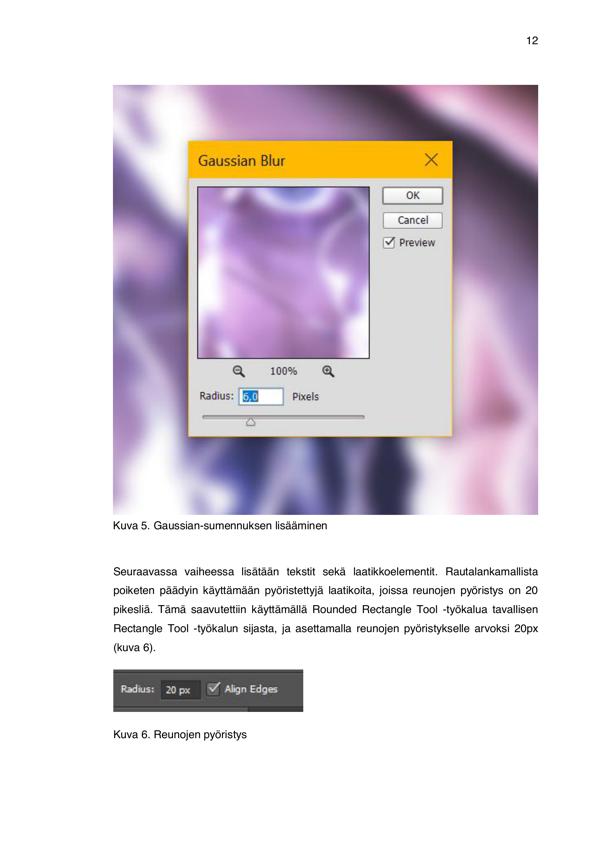 12
Gaussian Blur
OK
Cancel
Preview
100%
Radius: 6,0 Pixels
Kuva 5. Gaussian-sumennuksen lisääminen
Seuraavassa vaiheessa lisätään tekstit sekä laatikkoelementit. Rautalankamallista
poiketen päädyin käyttämään pyöristettyjä laatikoita, joissa reunojen pyöristys on 20
pikesliä. Tämä saavutettiin käyttämällä Rounded Rectangle Tool -työkalua tavallisen
Rectangle Tool -työkalun sijasta, ja asettamalla reunojen pyöristykselle arvoksi 20px
(kuva 6).
Radius: 20 px Align Edges
Kuva 6. Reunojen pyöristys